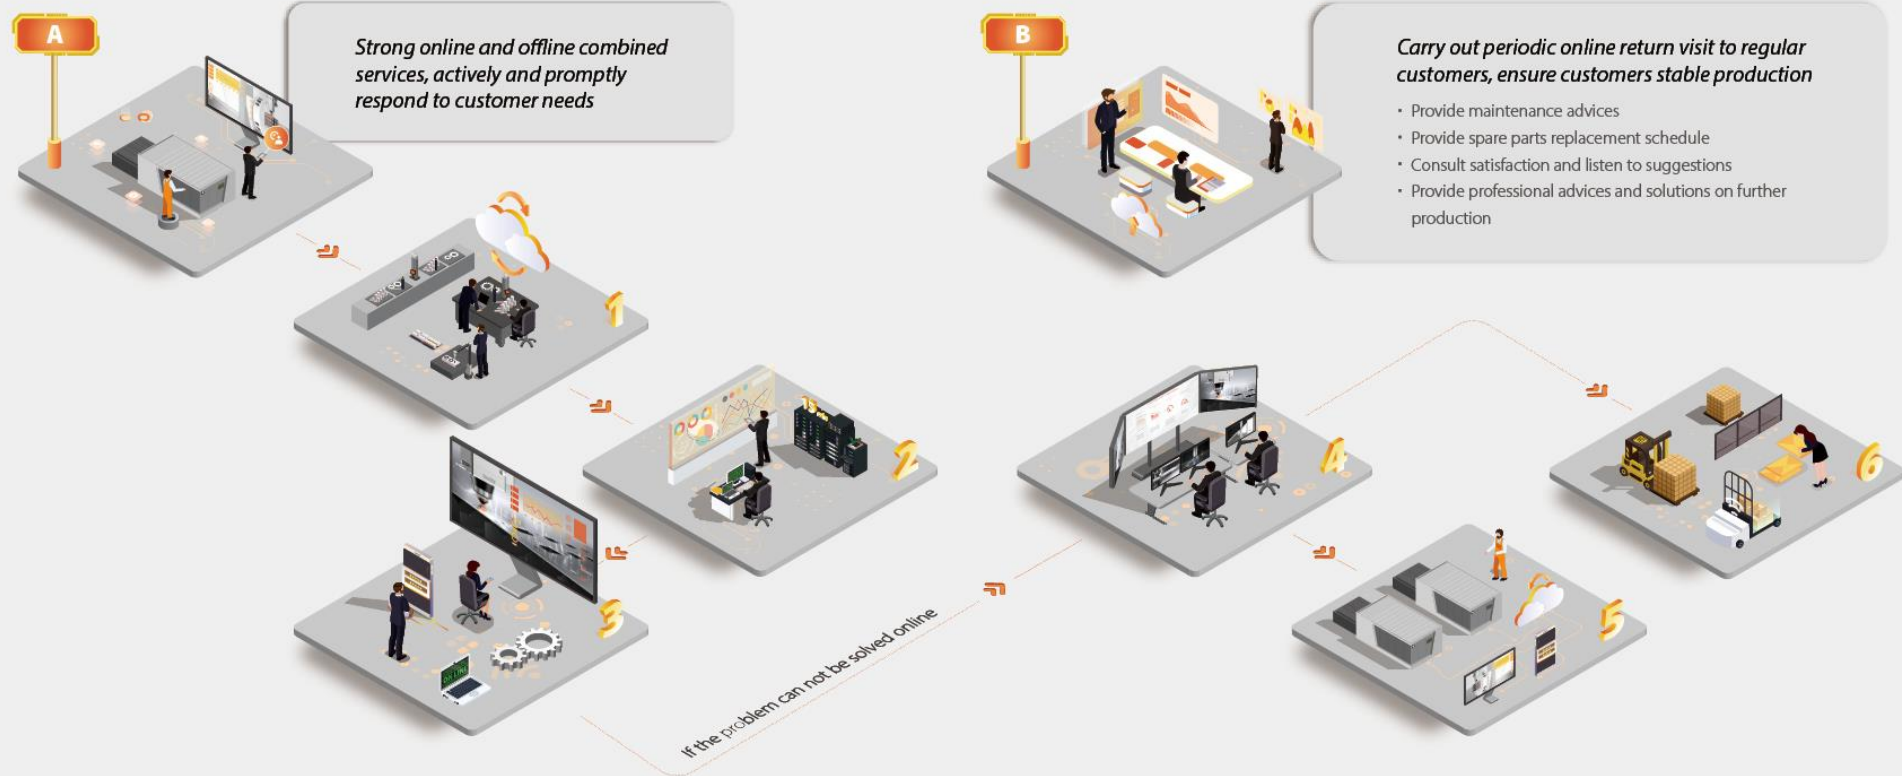 A
Strong online and offline combined
services, actively and promptly
respond to customer needs
B
Carry out periodic online return visit to regular
customers, ensure customers stable production
· Provide maintenance advices
· Provide spare parts replacement schedule
· Consult satisfaction and listen to suggestions
· Provide professional advices and solutions on further
production
1
2
3
ON LINE
If the problem can not be solved online
4
5
6